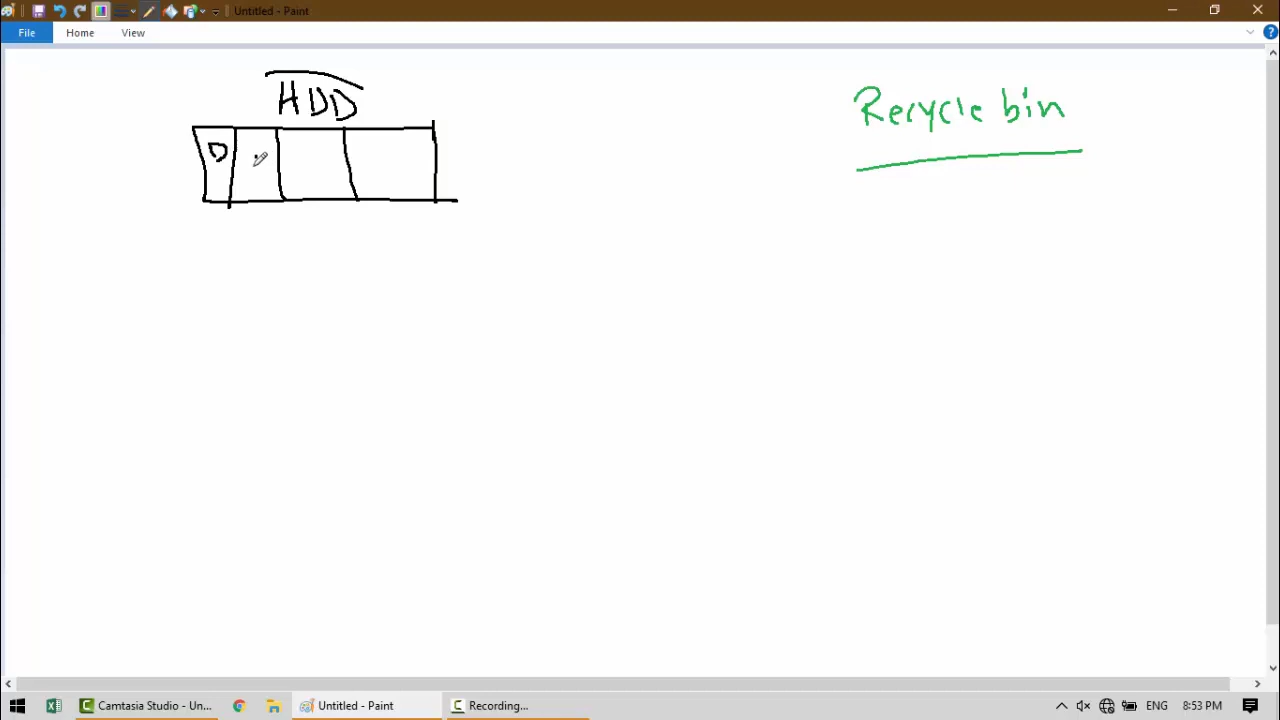 Untitled - Paint
File Home View
HDD
Recycle bin
D
Camtasia Studio - Un...
Untitled - Paint
Recording...
ENG
8:53 PM